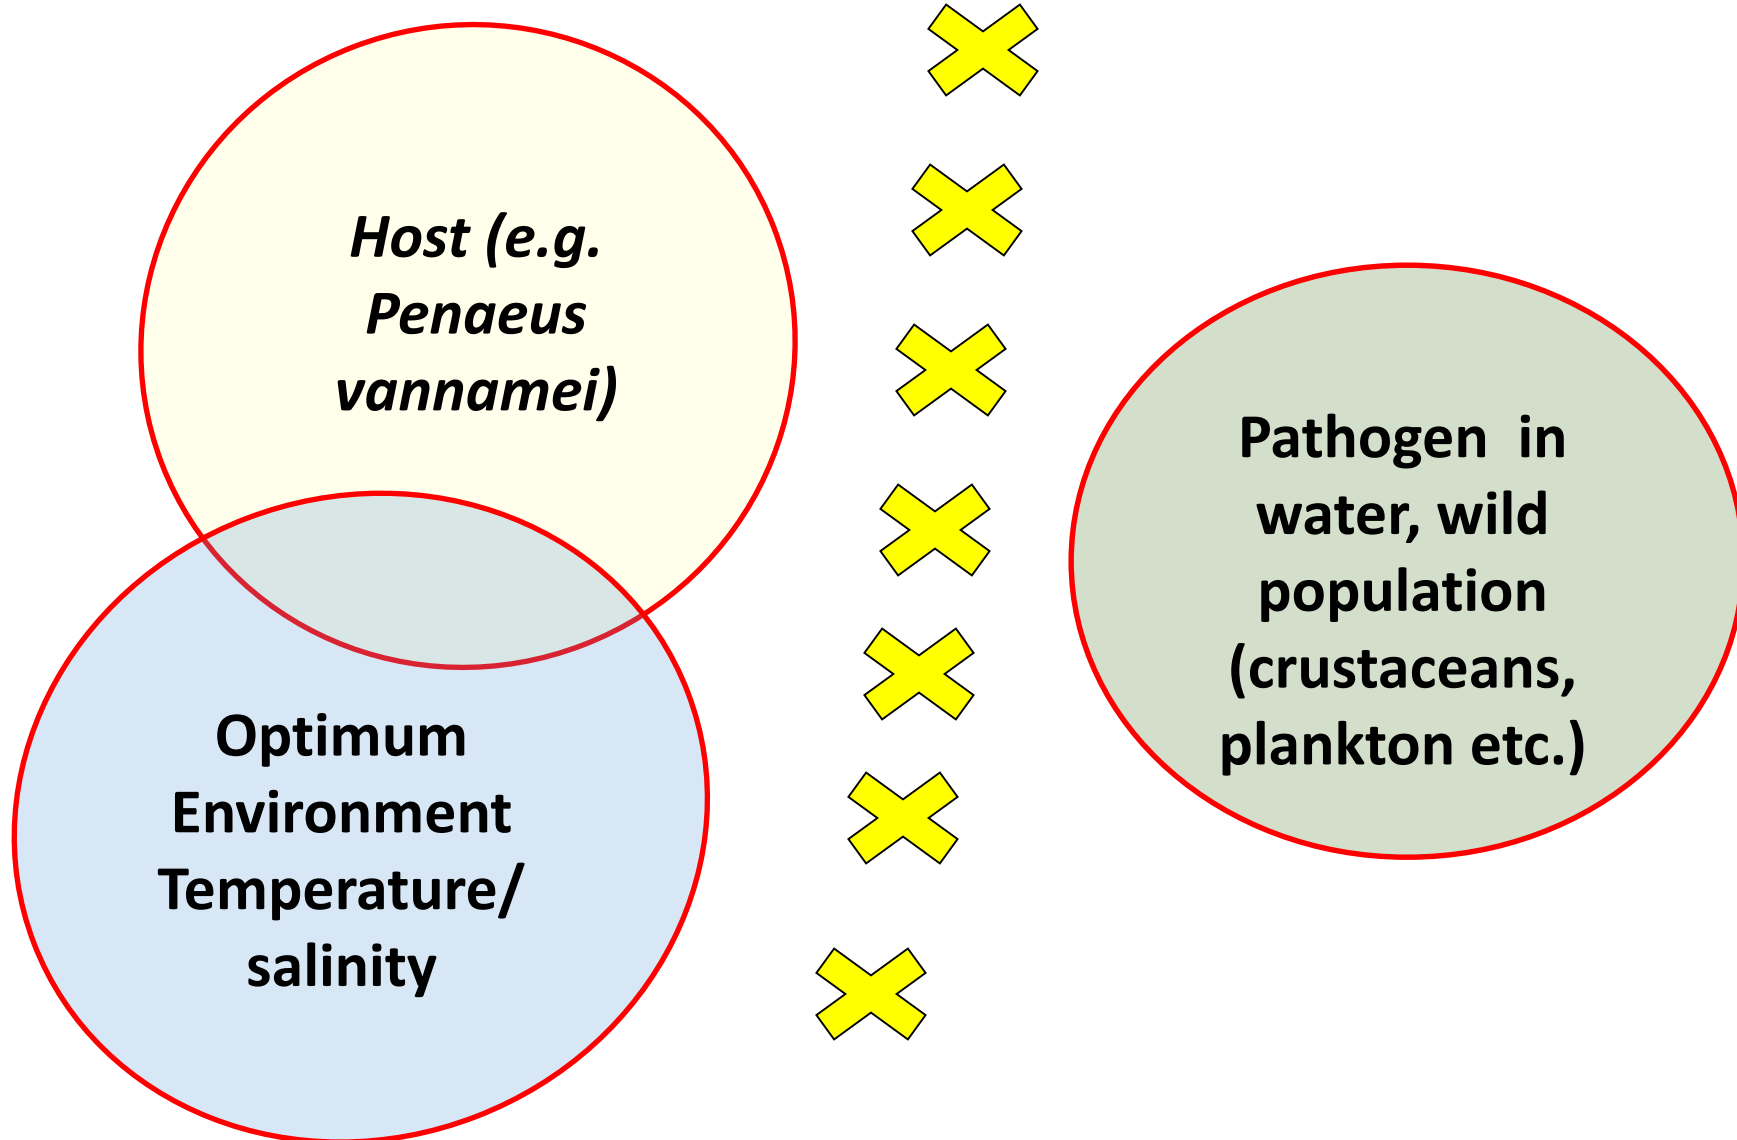 Host (e.g.
Penaeus
vannamei)
Optimum
Environment
Temperature/
salinity
Pathogen  in
water, wild
population
(crustaceans,
plankton etc.)